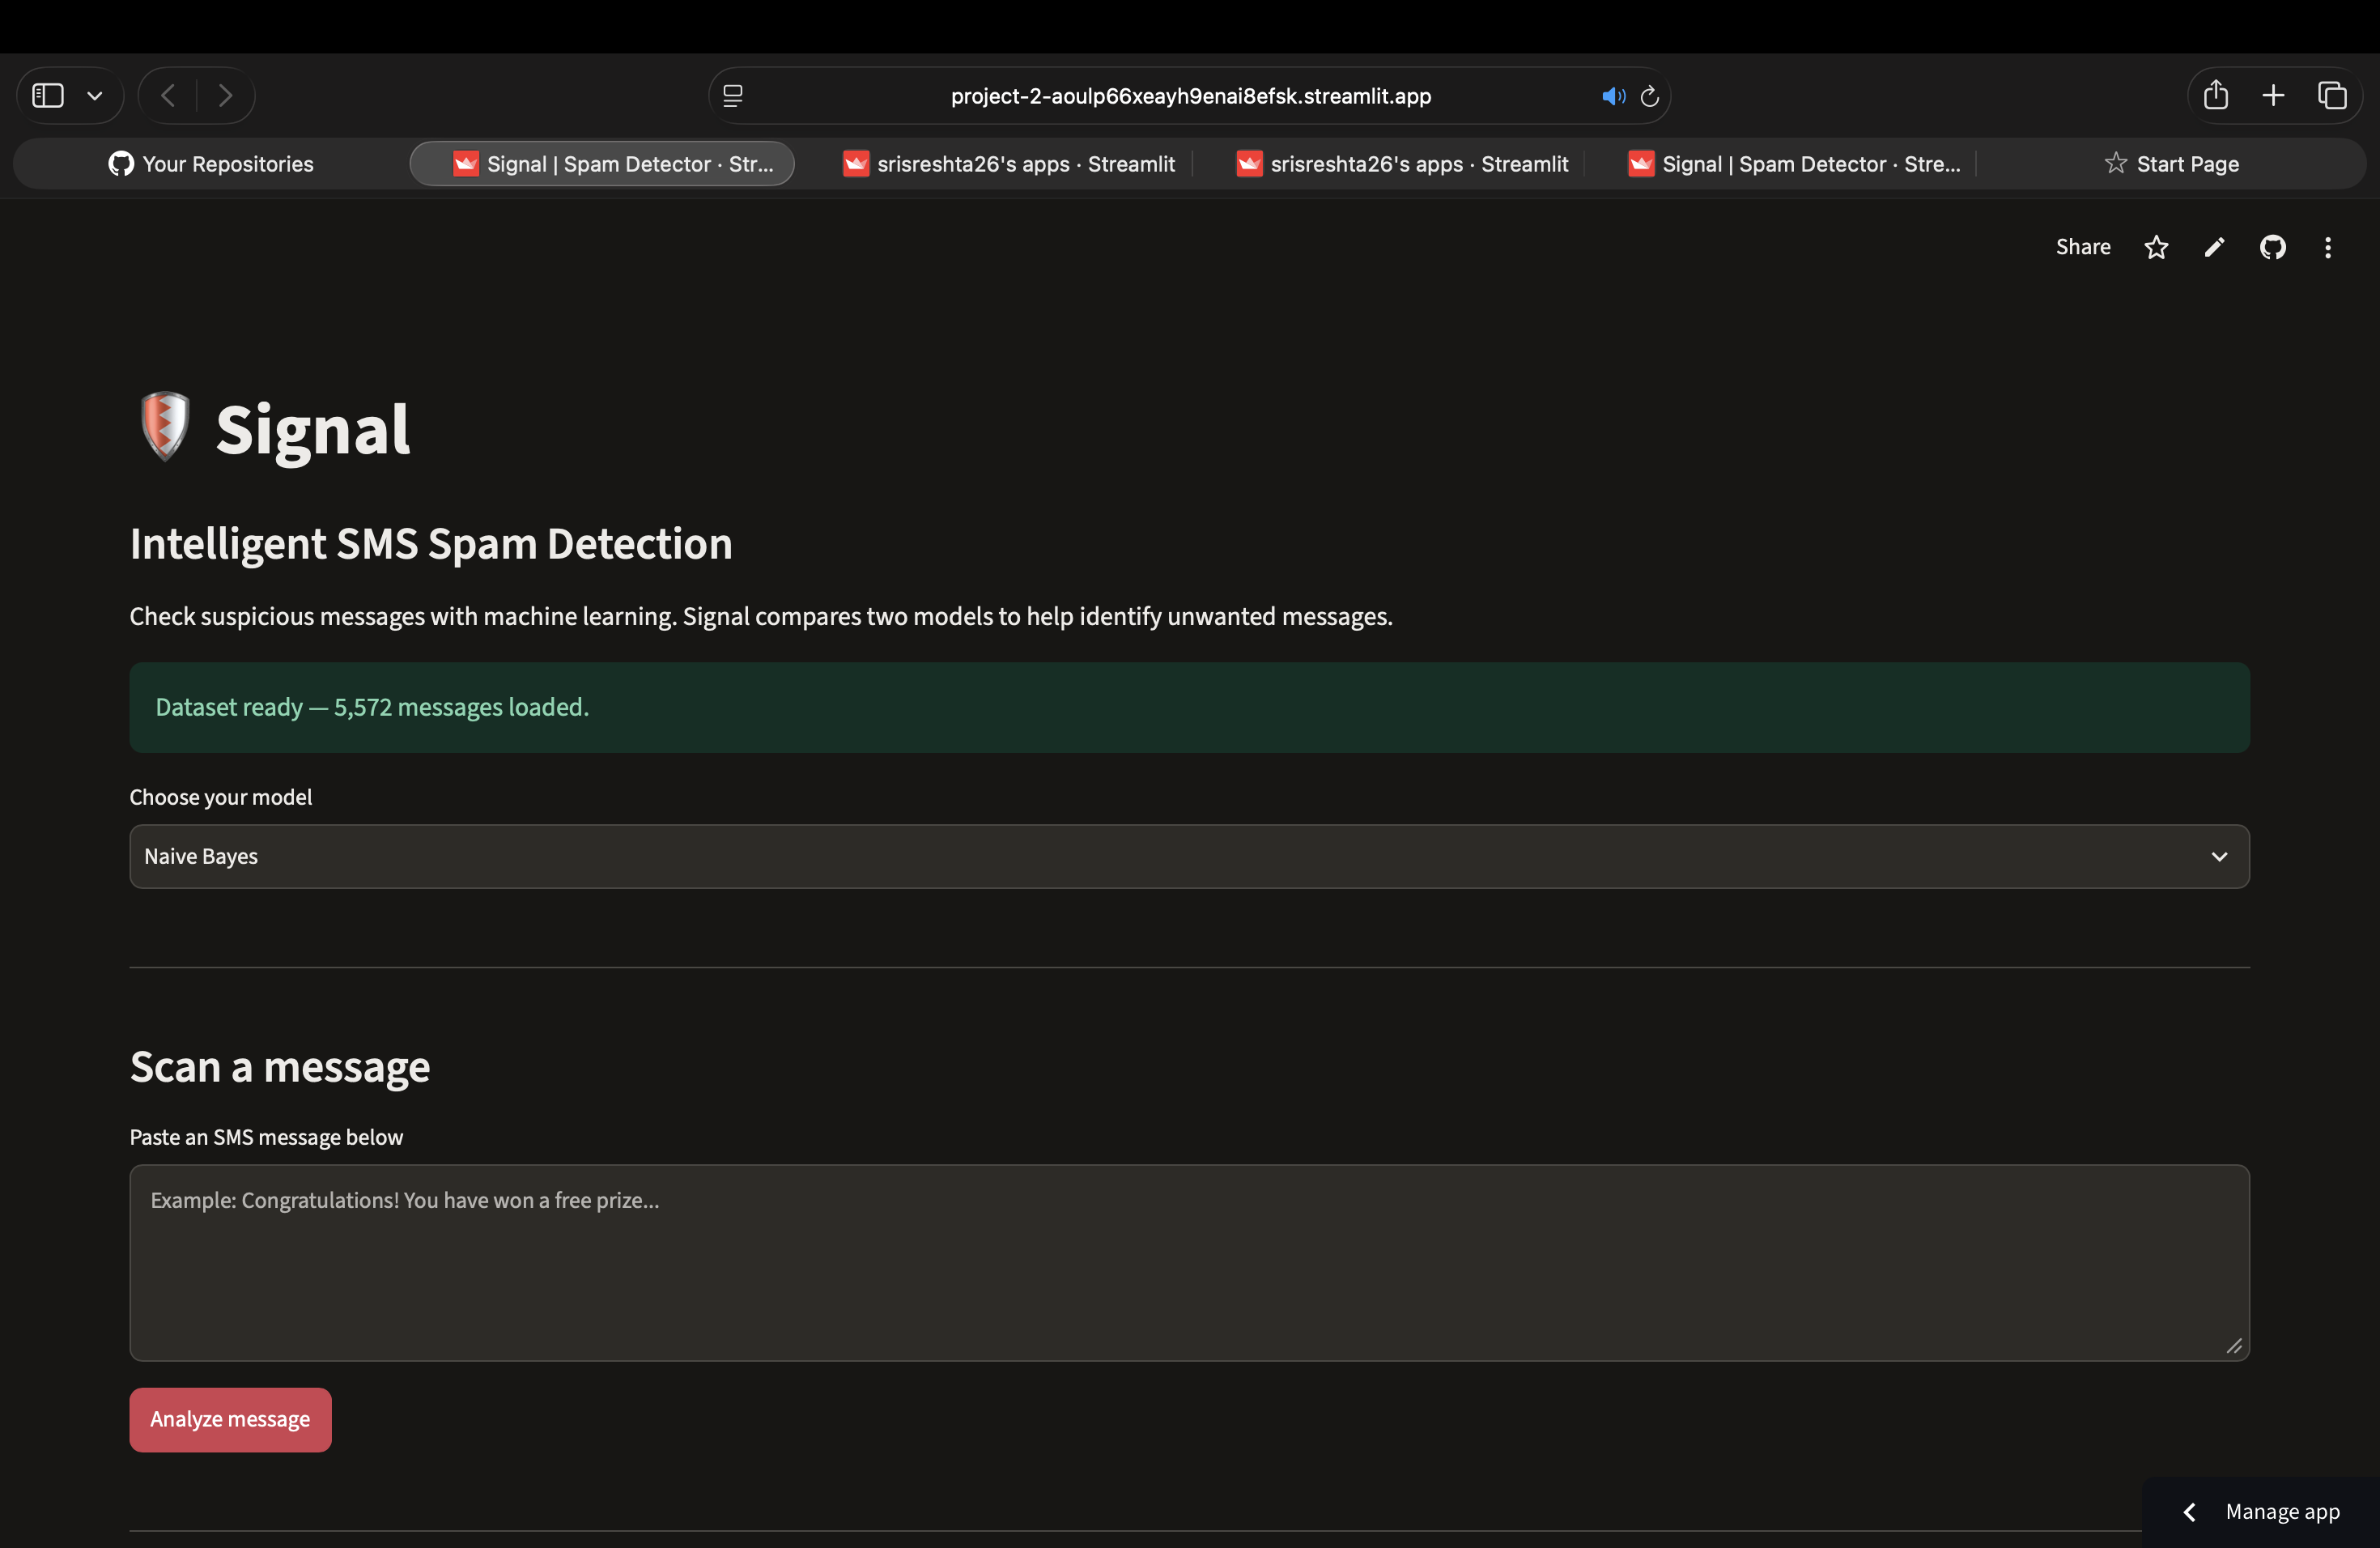 project-2-aoulp66xeayh9enai8efsk.streamlit.app
Your Repositories
Signal | Spam Detector · Str...
srisreshta26's apps · Streamlit
srisreshta26's apps · Streamlit
Signal | Spam Detector · Stre...
Start Page
Share
Signal
Intelligent SMS Spam Detection
Check suspicious messages with machine learning. Signal compares two models to help identify unwanted messages.
Dataset ready — 5,572 messages loaded.
Choose your model
Naive Bayes
Scan a message
Paste an SMS message below
Example: Congratulations! You have won a free prize...
Analyze message
Manage app